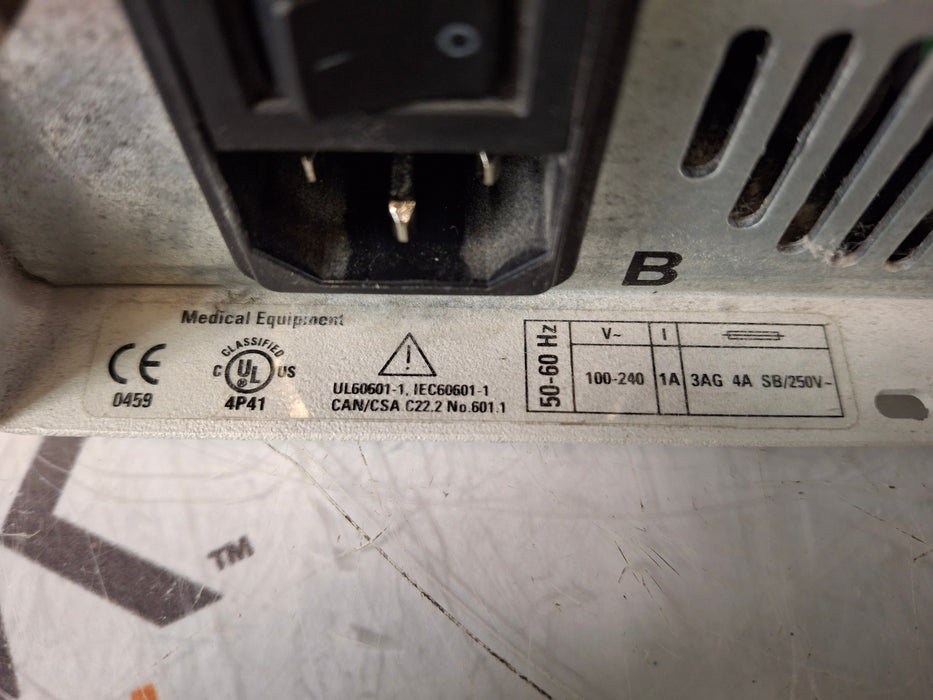 O
B
Medical Equipment
CE
0459
CLASSIFIED
C UL US
4P41
!
UL60601-1, IEC60601-1
CAN/CSA C22.2 No.601.1
50-60 Hz
V~ I
100-240 1A 3AG 4A SB/250V~
TM